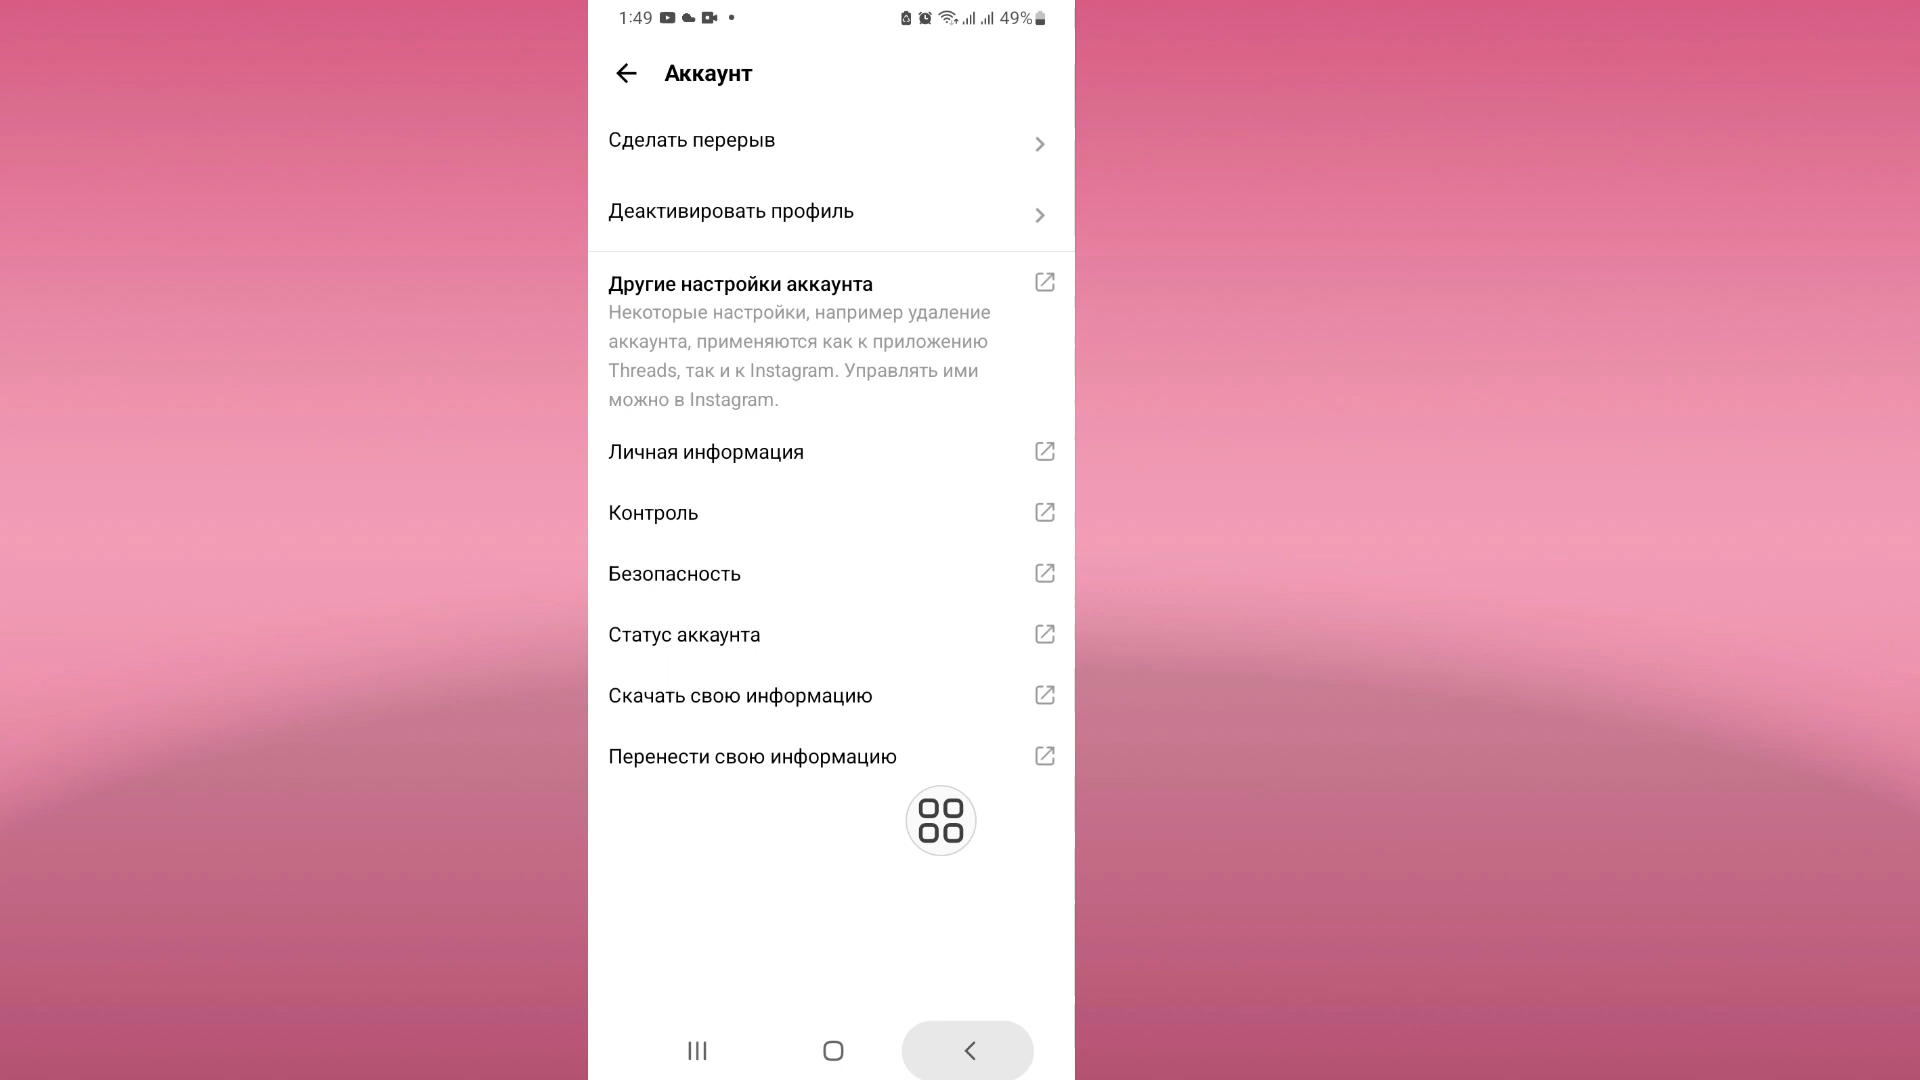 1:49
49%
Аккаунт
Сделать перерыв
Деактивировать профиль
Другие настройки аккаунта
Некоторые настройки, например удаление
аккаунта, применяются как к приложению
Threads, так и к Instagram. Управлять ими
можно в Instagram.
Личная информация
Контроль
Безопасность
Статус аккаунта
Скачать свою информацию
Перенести свою информацию